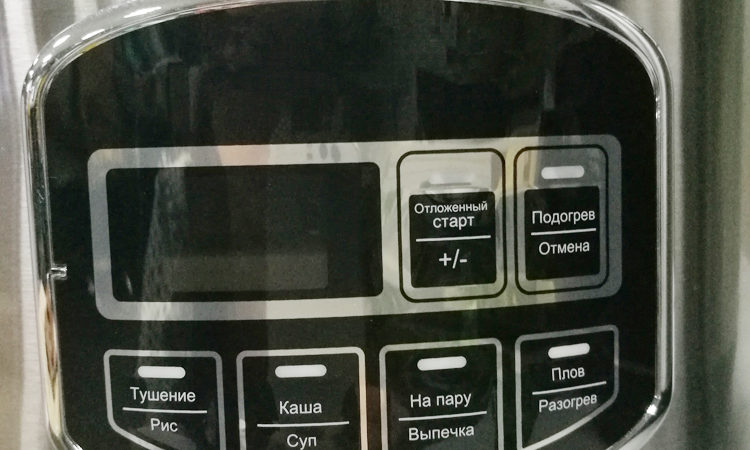 Отложенный
старт
+/-
Подогрев
Отмена
Тушение
Рис
Каша
Суп
На пару
Выпечка
Плов
Разогрев